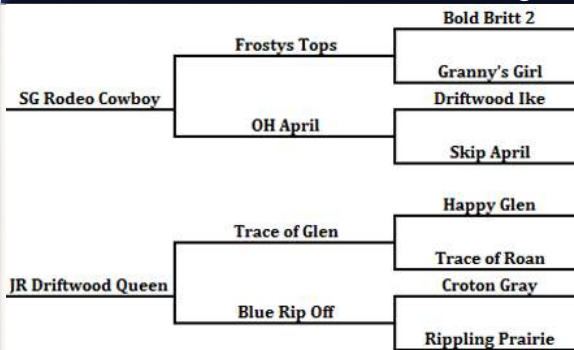 Bold Britt 2
Frostys Tops
Granny's Girl
SG Rodeo Cowboy
Driftwood Ike
OH April
Skip April
Happy Glen
Trace of Glen
Trace of Roan
JR Driftwood Queen
Croton Gray
Blue Rip Off
Rippling Prairie